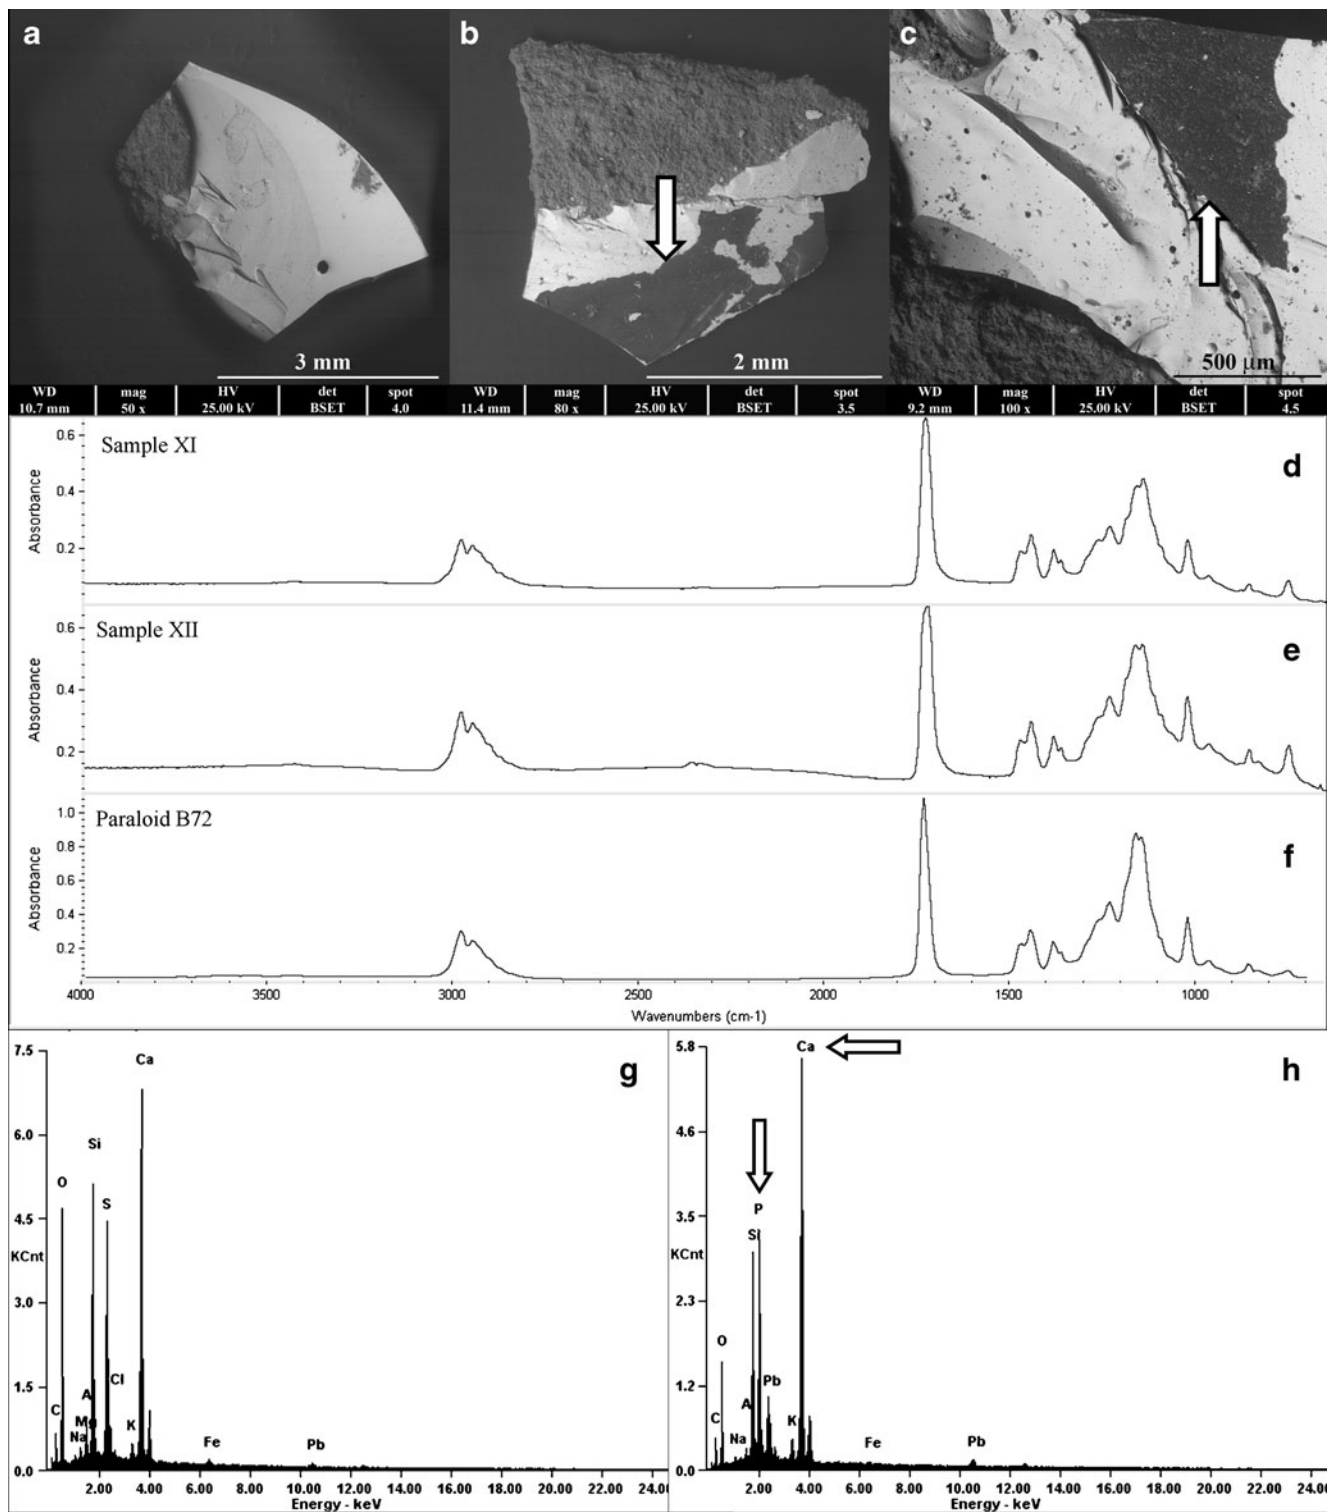 a b c
3 mm 2 mm 500 µm
WD mag HV det spot WD mag HV det spot WD mag HV det spot
10.7 mm 50 x 25.00 kV BSET 4.0 11.4 mm 80 x 25.00 kV BSET 3.5 9.2 mm 100 x 25.00 kV BSET 4.5
Sample XI
d
Absorbance
0.6
0.4
0.2
Sample XII
e
Absorbance
0.6
0.4
0.2
Paraloid B72
f
Absorbance
1.0
0.8
0.6
0.4
0.2
4000 3500 3000 2500 2000 1500 1000
Wavenumbers (cm-1)
g
7.5
6.0
4.5
KCnt
3.0
1.5
0.0
Ca
Si
O
S
Cl
A
C
Mg
Na
K
Fe
Pb
2.00 4.00 6.00 8.00 10.00 12.00 14.00 16.00 18.00 20.00 22.00 24.00
Energy - keV
h
5.8
4.6
3.5
KCnt
2.3
1.2
0.0
Ca
P
Si
O
Pb
A
C
Na
K
Fe
Pb
2.00 4.00 6.00 8.00 10.00 12.00 14.00 16.00 18.00 20.00 22.00 24.00
Energy - keV